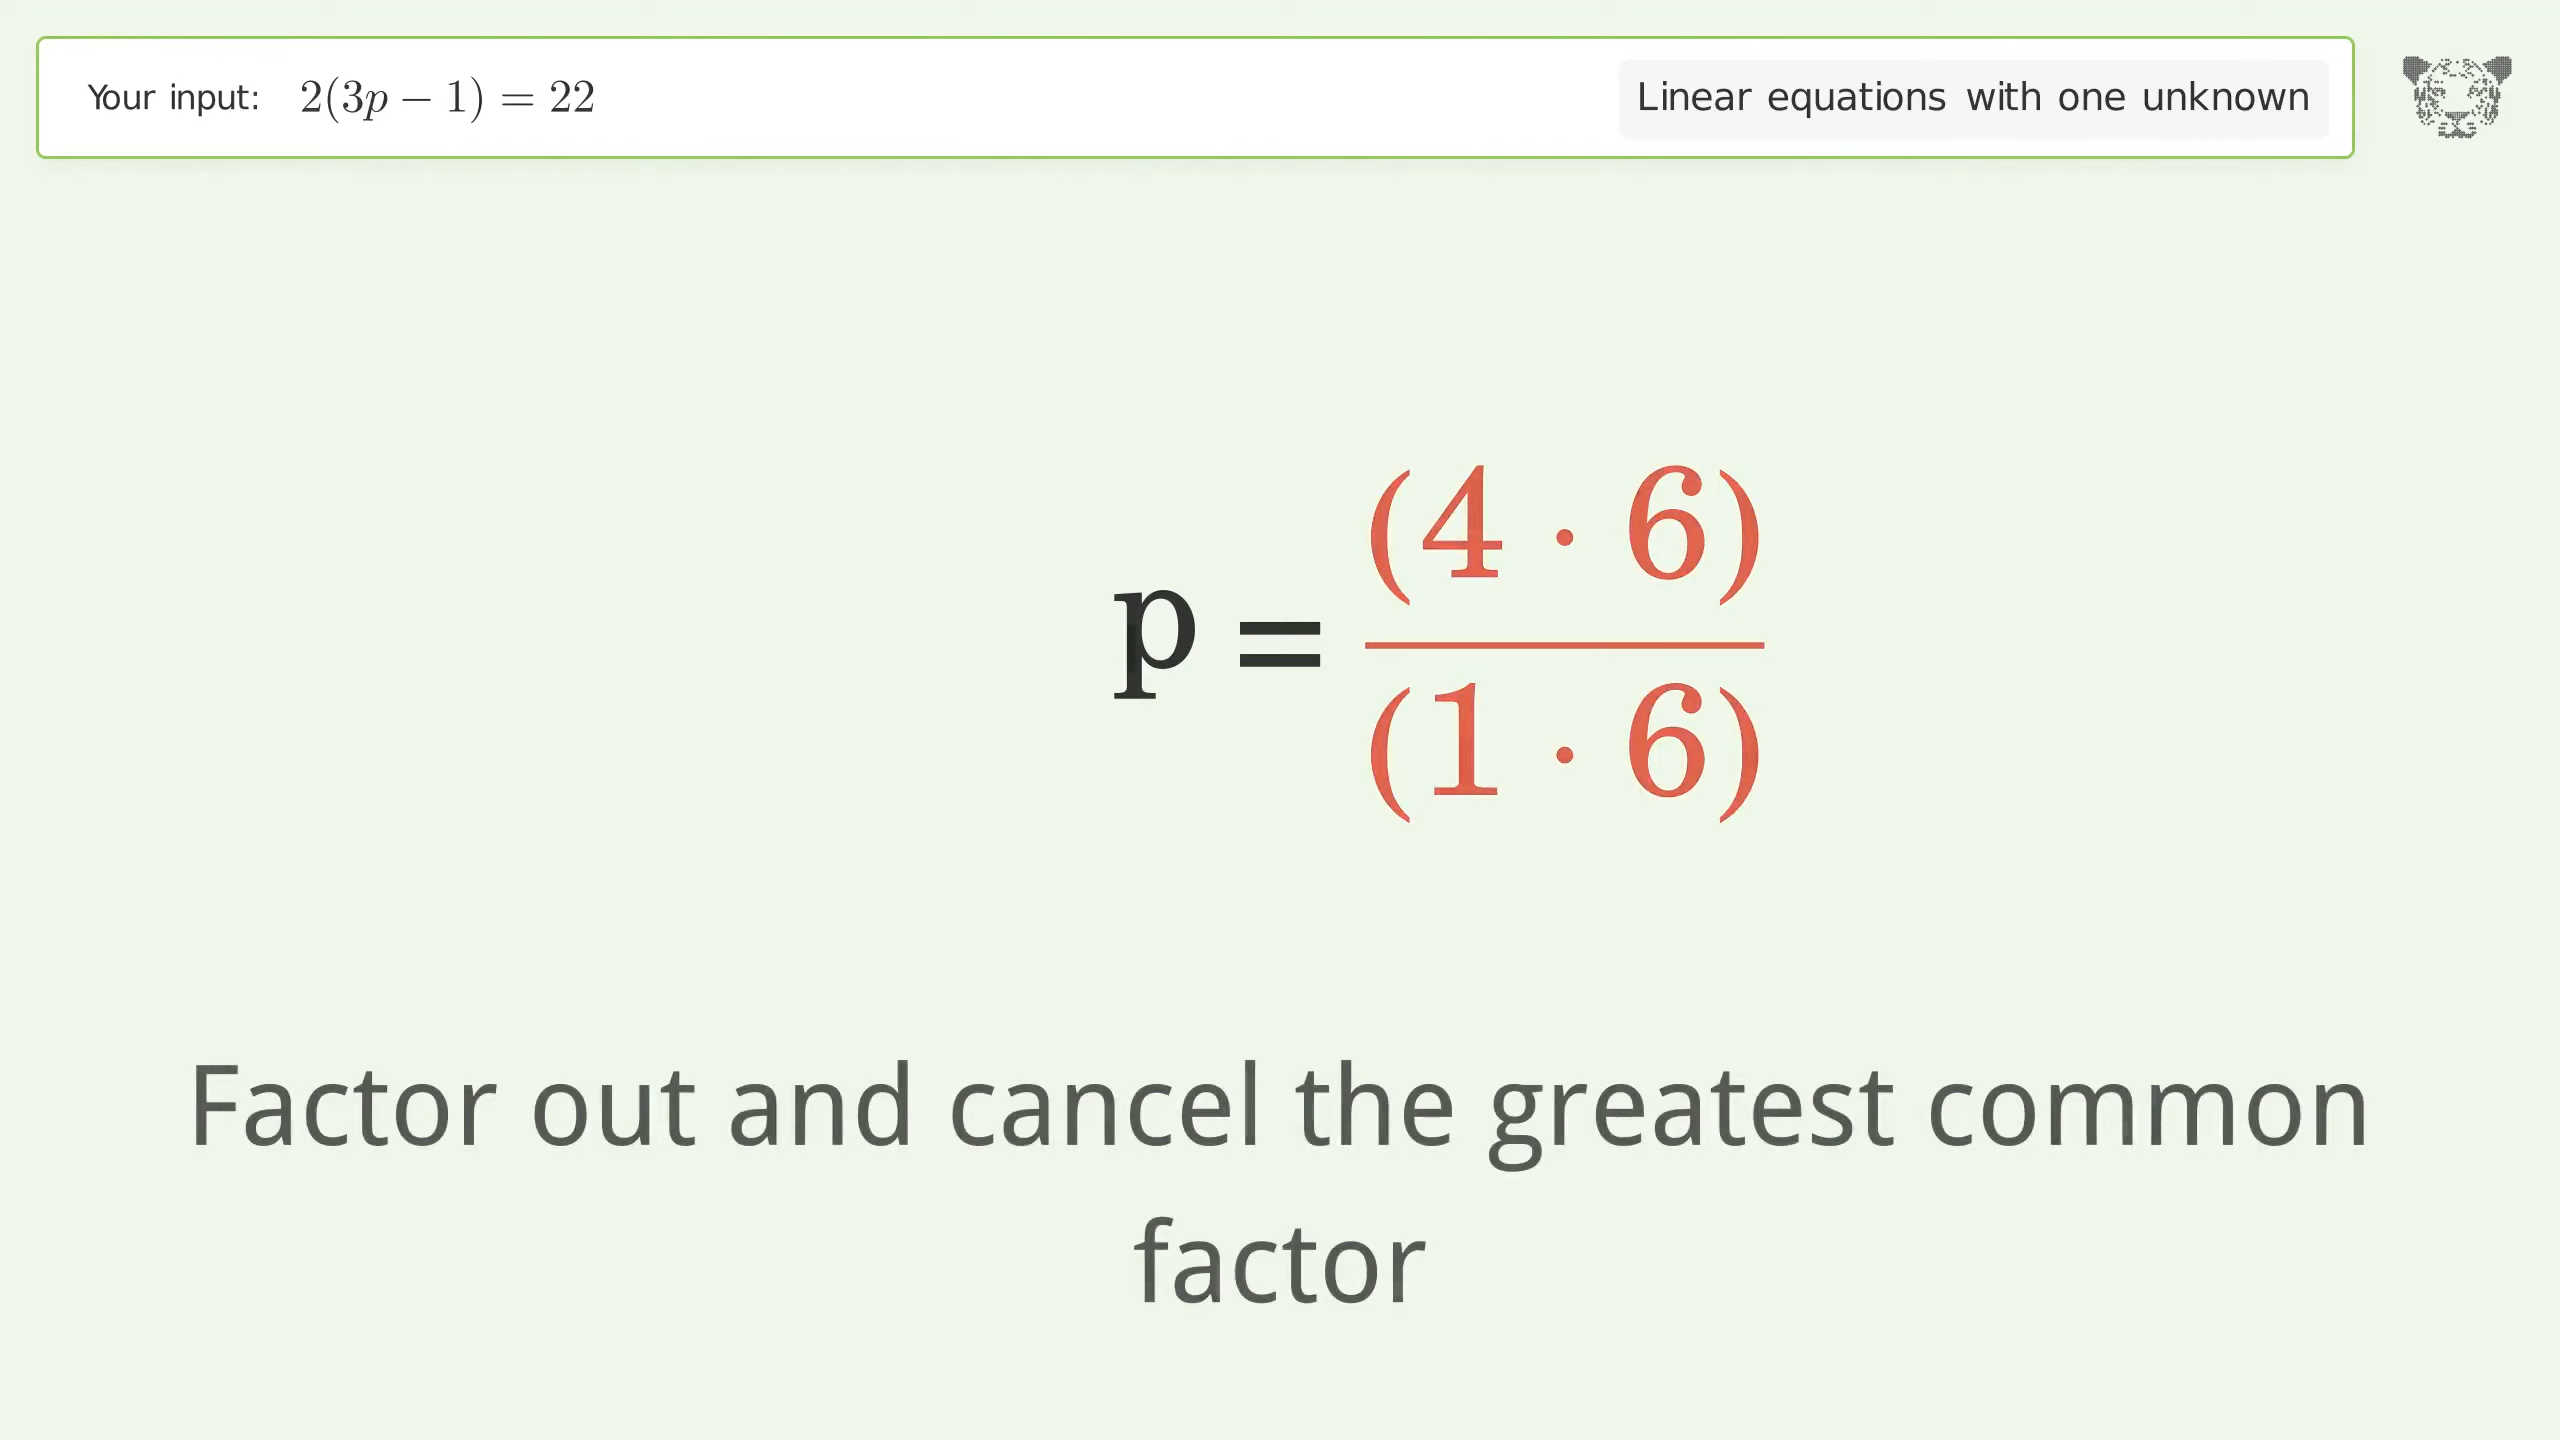 Your input: 2(3p − 1) = 22
Linear equations with one unknown
p = (4 · 6) / (1 · 6)
Factor out and cancel the greatest common
factor